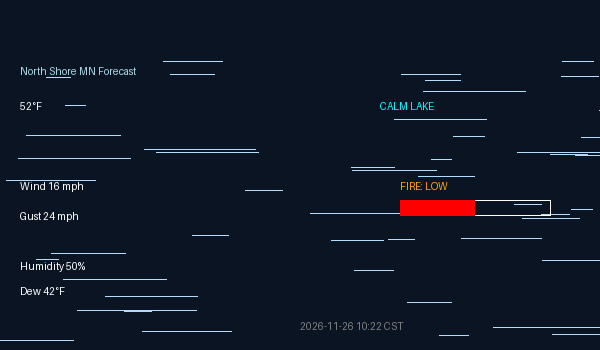 North Shore MN Forecast
52°F
CALM LAKE
Wind 16 mph
FIRE: LOW
Gust 24 mph
Humidity 50%
Dew 42°F
2026-11-26 10:22 CST